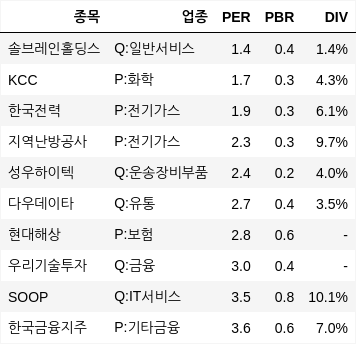 종목 업종 PER PBR DIV
솔브레인홀딩스 Q:일반서비스 1.4 0.4 1.4%
KCC P:화학 1.7 0.3 4.3%
한국전력 P:전기가스 1.9 0.3 6.1%
지역난방공사 P:전기가스 2.3 0.3 9.7%
성우하이텍 Q:운송장비부품 2.4 0.2 4.0%
다우데이타 Q:유통 2.7 0.4 3.5%
현대해상 P:보험 2.8 0.6 -
우리기술투자 Q:금융 3.0 0.4 -
SOOP Q:IT서비스 3.5 0.8 10.1%
한국금융지주 P:기타금융 3.6 0.6 7.0%